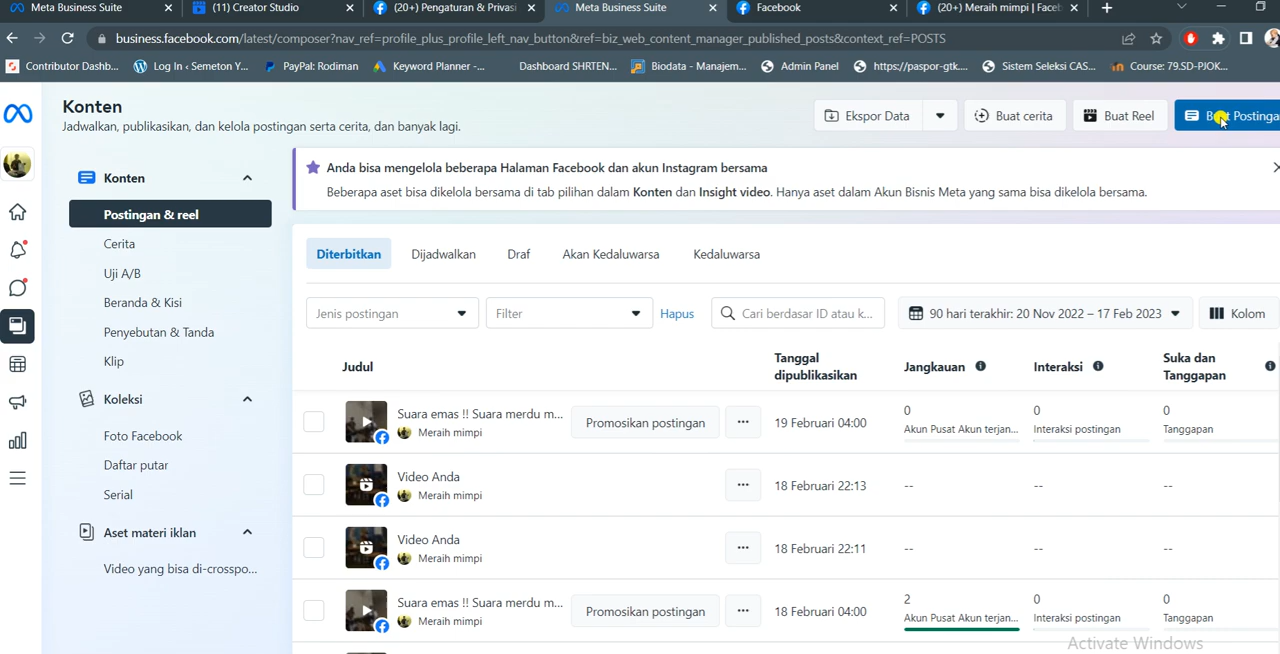 Meta Business Suite
(11) Creator Studio
(20+) Pengaturan & Privasi
Meta Business Suite
Facebook
(20+) Meraih mimpi | Face
business.facebook.com/latest/composer?nav_ref=profile_plus_profile_left_nav_button&ref=biz_web_content_manager_published_posts&context_ref=POSTS
Contributor Dashb...
Log In ‹ Semeton Y...
PayPal: Rodiman
Keyword Planner -...
Dashboard SHRTEN...
Biodata - Manajem...
Admin Panel
https://paspor-gtk....
Sistem Seleksi CAS...
Course: 79.SD-PJOK...
Konten
Jadwalkan, publikasikan, dan kelola postingan serta cerita, dan banyak lagi.
Ekspor Data
Buat cerita
Buat Reel
Postinga
Konten
Postingan & reel
Cerita
Uji A/B
Beranda & Kisi
Penyebutan & Tanda
Klip
Koleksi
Foto Facebook
Daftar putar
Serial
Aset materi iklan
Video yang bisa di-crosspo...
Anda bisa mengelola beberapa Halaman Facebook dan akun Instagram bersama
Beberapa aset bisa dikelola bersama di tab pilihan dalam Konten dan Insight video. Hanya aset dalam Akun Bisnis Meta yang sama bisa dikelola bersama.
Diterbitkan
Dijadwalkan
Draf
Akan Kedaluwarsa
Kedaluwarsa
Jenis postingan
Filter
Hapus
Cari berdasar ID atau k...
90 hari terakhir: 20 Nov 2022 – 17 Feb 2023
Kolom
Judul
Tanggal
dipublikasikan
Jangkauan
Interaksi
Suka dan
Tanggapan
Suara emas !! Suara merdu m...
Meraih mimpi
Promosikan postingan
...
19 Februari 04:00
0
Akun Pusat Akun terjan...
0
Interaksi postingan
0
Tanggapan
Video Anda
Meraih mimpi
...
18 Februari 22:13
--
--
--
Video Anda
Meraih mimpi
...
18 Februari 22:11
--
--
--
Suara emas !! Suara merdu m...
Meraih mimpi
Promosikan postingan
...
18 Februari 04:00
2
Akun Pusat Akun terjan...
0
Interaksi postingan
0
Tanggapan
Activate Windows